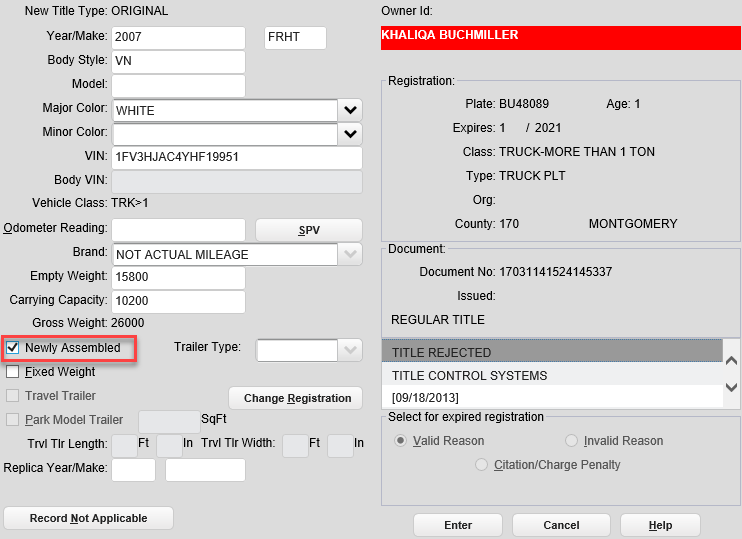 New Title Type: ORIGINAL
Year/Make: 2007 FRHT
Body Style: VN
Model:
Major Color: WHITE
Minor Color:
VIN: 1FV3HJAC4YHF19951
Body VIN:
Vehicle Class: TRK>1
Odometer Reading: SPV
Brand: NOT ACTUAL MILEAGE
Empty Weight: 15800
Carrying Capacity: 10200
Gross Weight: 26000
Newly Assembled Trailer Type:
Fixed Weight
Travel Trailer Change Registration
Park Model Trailer SqFt
Trvl Tlr Length: Ft In Trvl Tlr Width: Ft In
Replica Year/Make:
Record Not Applicable
Owner Id:
KHALIQA BUCHMILLER
Registration:
Plate: BU48089 Age: 1
Expires: 1 / 2021
Class: TRUCK-MORE THAN 1 TON
Type: TRUCK PLT
Org:
County: 170 MONTGOMERY
Document:
Document No: 17031141524145337
Issued:
REGULAR TITLE
TITLE REJECTED
TITLE CONTROL SYSTEMS
[09/18/2013]
Select for expired registration
Valid Reason Invalid Reason
Citation/Charge Penalty
Enter Cancel Help